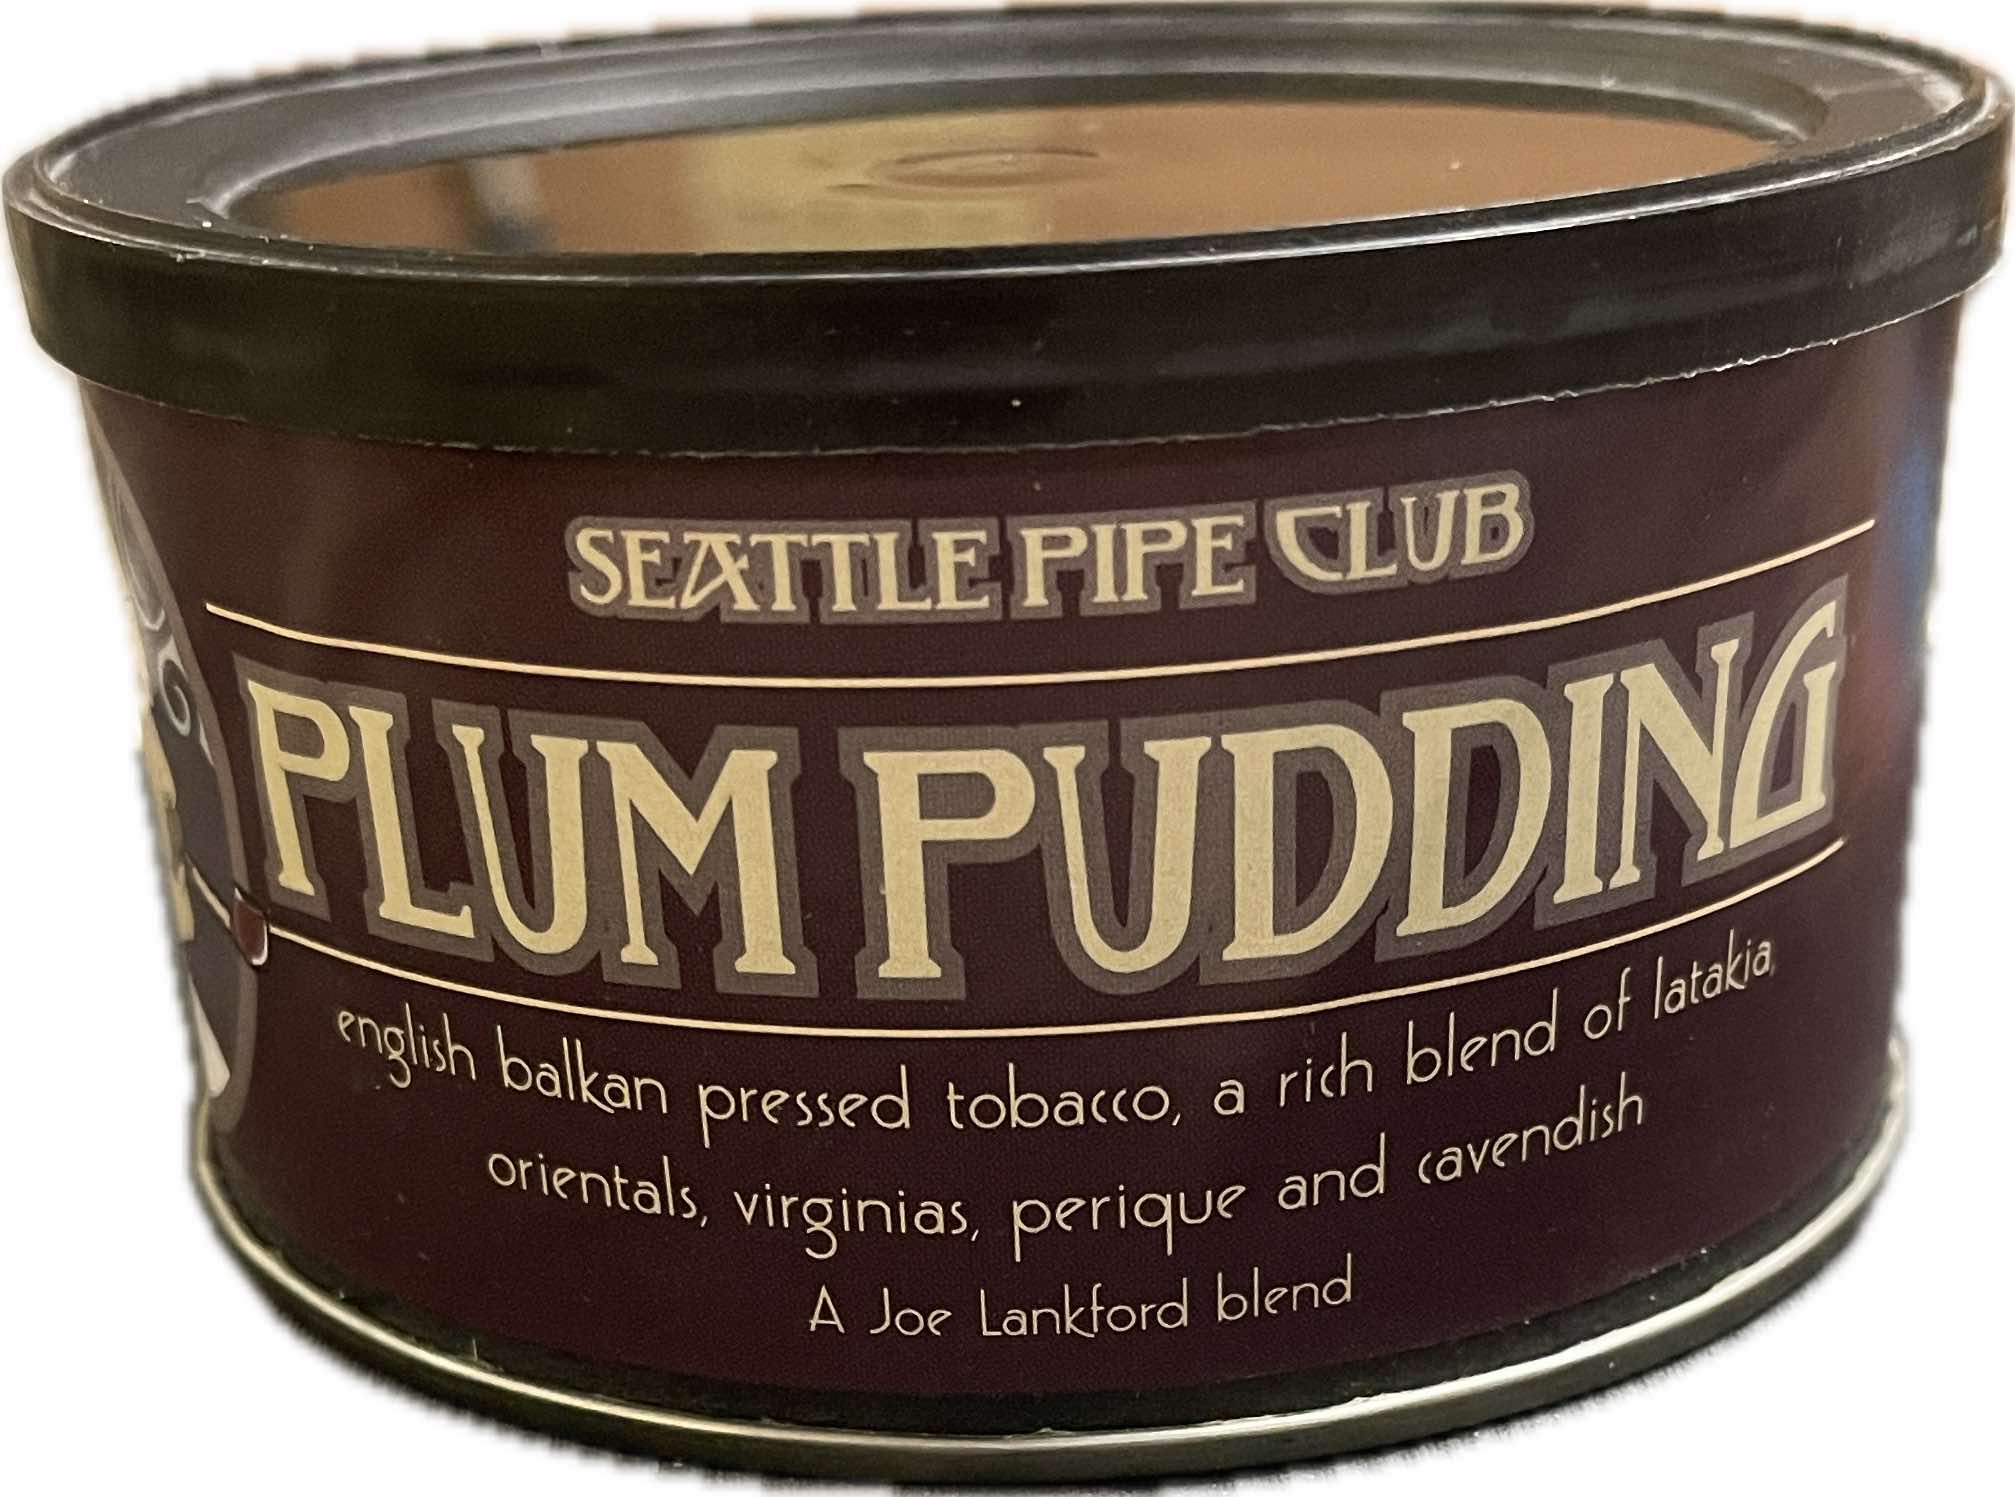 SEATTLE PIPE CLUB
PLUM PUDDING
english balkan pressed tobacco, a rich blend of latakia,
orientals, virginias, perique and cavendish
A Joe Lankford blend